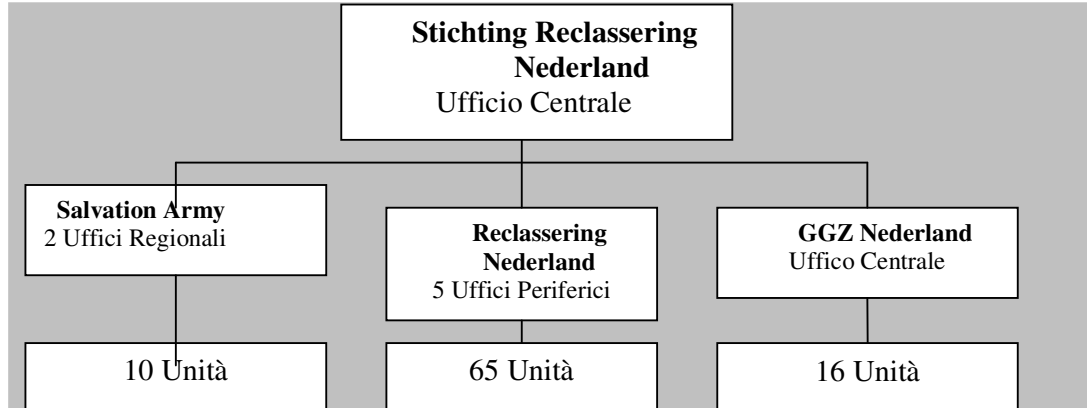 Stichting Reclassering
Nederland
Ufficio Centrale
Salvation Army
2 Uffici Regionali
Reclassering
Nederland
5 Uffici Periferici
GGZ Nederland
Uffico Centrale
10 Unità
65 Unità
16 Unità